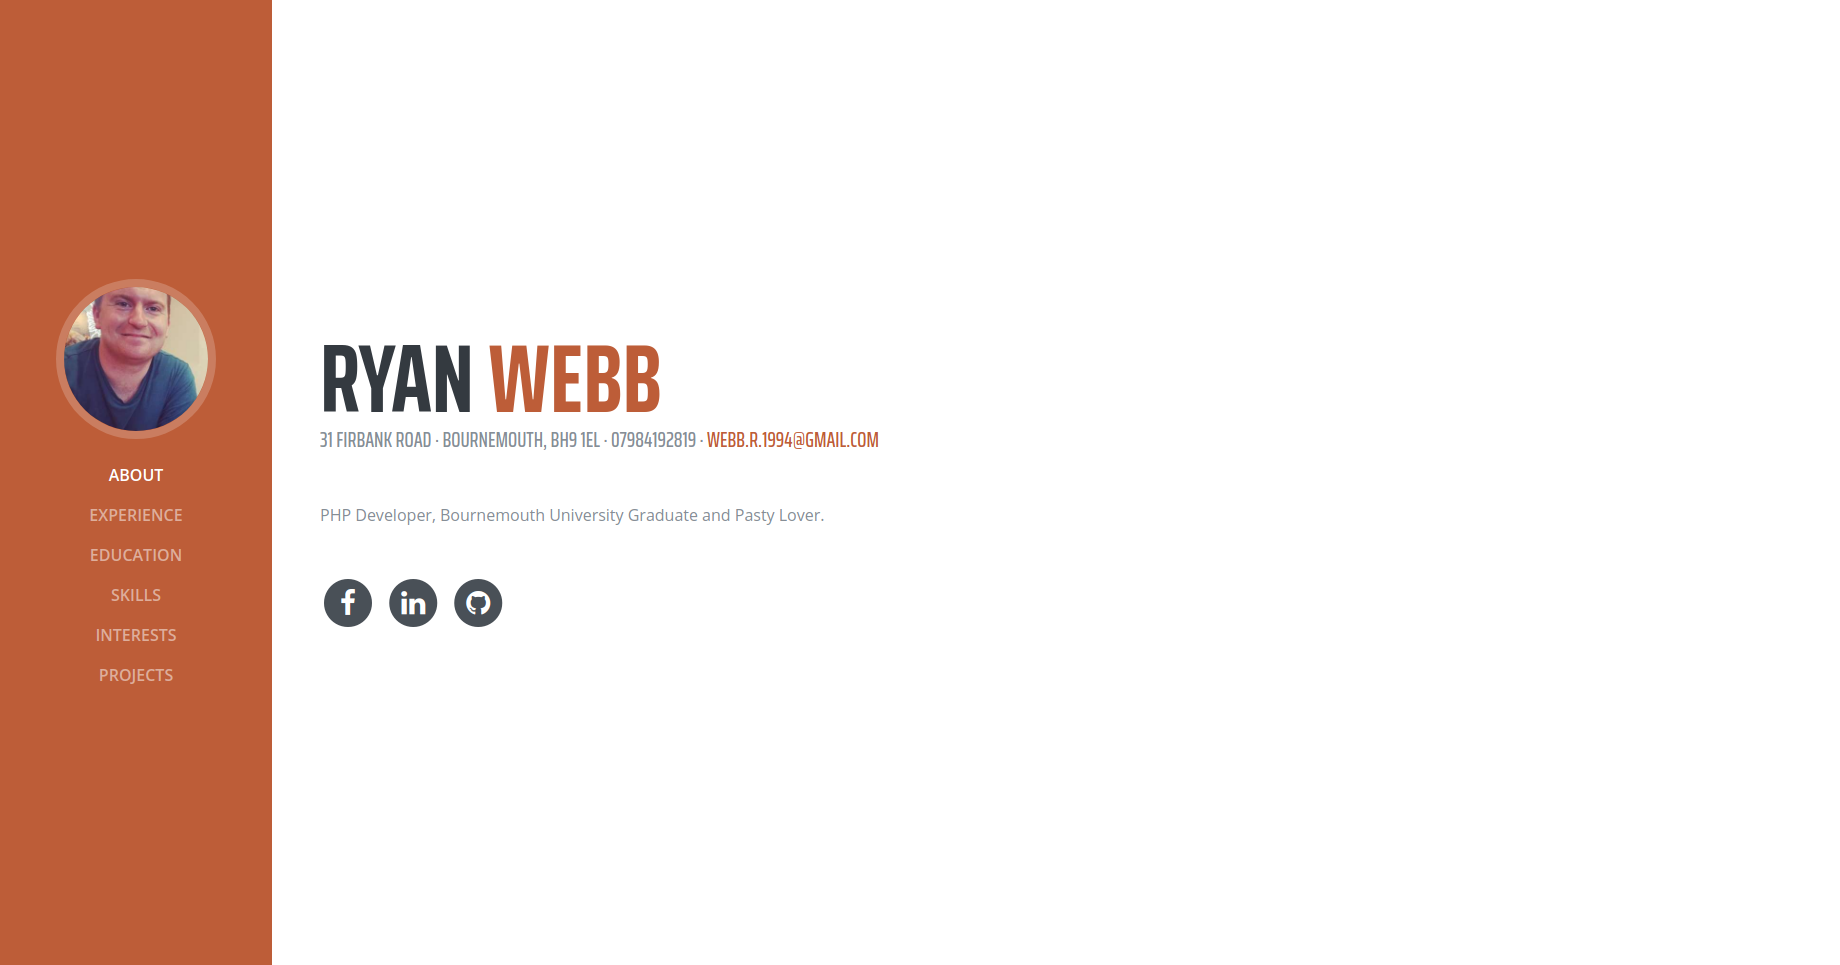 ABOUT
EXPERIENCE
EDUCATION
SKILLS
INTERESTS
PROJECTS
RYAN WEBB
31 FIRBANK ROAD · BOURNEMOUTH, BH9 1EL · 07984192819 · WEBB.R.1994@GMAIL.COM
PHP Developer, Bournemouth University Graduate and Pasty Lover.